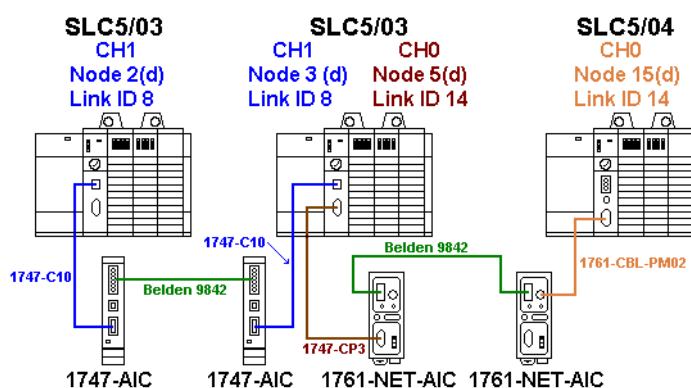 SLC5/03
SLC5/03
SLC5/04
CH1
CH1
CH0
CH0
Node 2(d)
Node 3 (d)
Node 5(d)
Node 15(d)
Link ID 8
Link ID 8
Link ID 14
Link ID 14
1747-C10
1747-C10
Belden 9842
Belden 9842
1761-CBL-PM02
1747-CP3
1747-AIC
1747-AIC
1761-NET-AIC
1761-NET-AIC